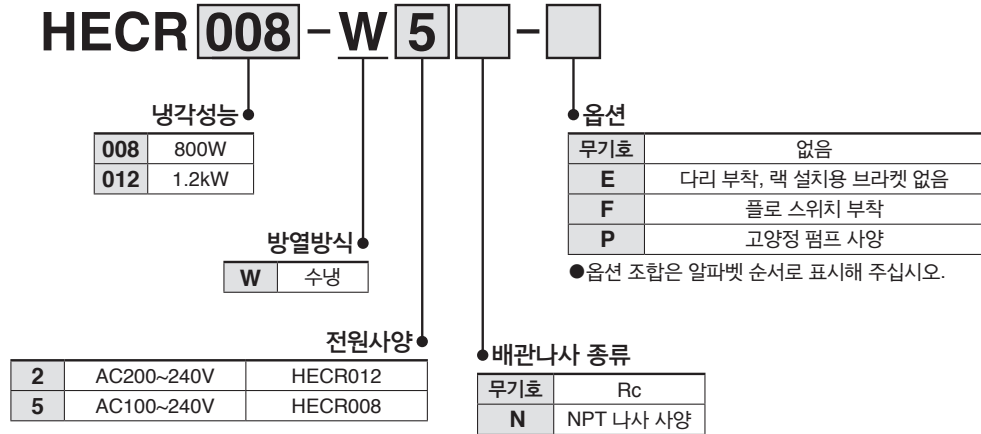 HECR 008 - W 5 -
냉각성능
008 800W
012 1.2kW
방열방식
W 수냉
전원사양
2 AC200~240V HECR012
5 AC100~240V HECR008
옵션
무기호 없음
E 다리 부착, 랙 설치용 브라켓 없음
F 플로 스위치 부착
P 고양정 펌프 사양
●옵션 조합은 알파벳 순서로 표시해 주십시오.
배관나사 종류
무기호 Rc
N NPT 나사 사양